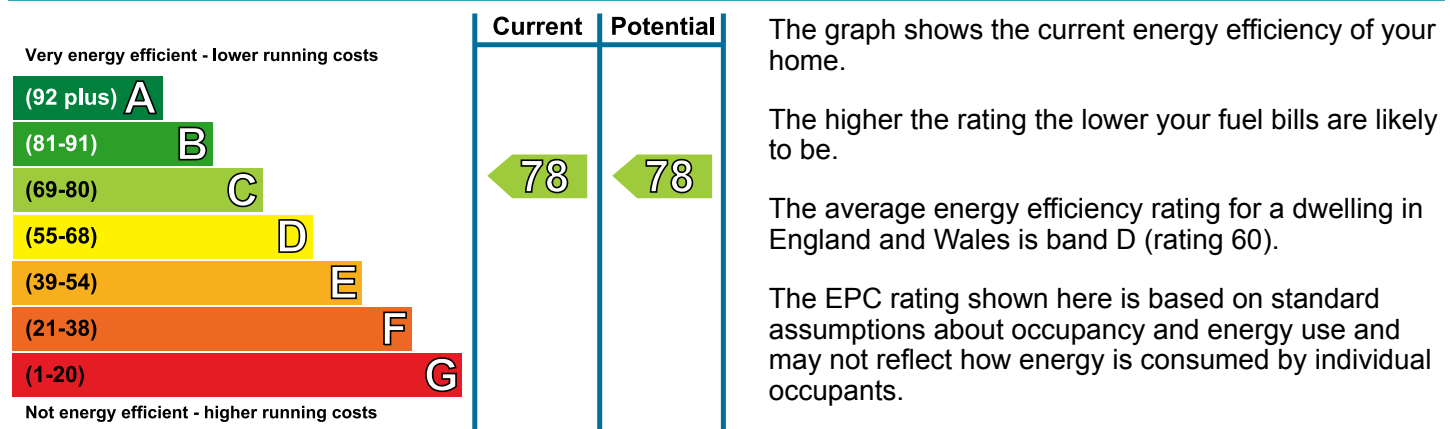 Current Potential
Very energy efficient - lower running costs
(92 plus) A
(81-91) B
(69-80) C
78 78
(55-68) D
(39-54) E
(21-38) F
(1-20) G
Not energy efficient - higher running costs
The graph shows the current energy efficiency of your
home.
The higher the rating the lower your fuel bills are likely
to be.
The average energy efficiency rating for a dwelling in
England and Wales is band D (rating 60).
The EPC rating shown here is based on standard
assumptions about occupancy and energy use and
may not reflect how energy is consumed by individual
occupants.